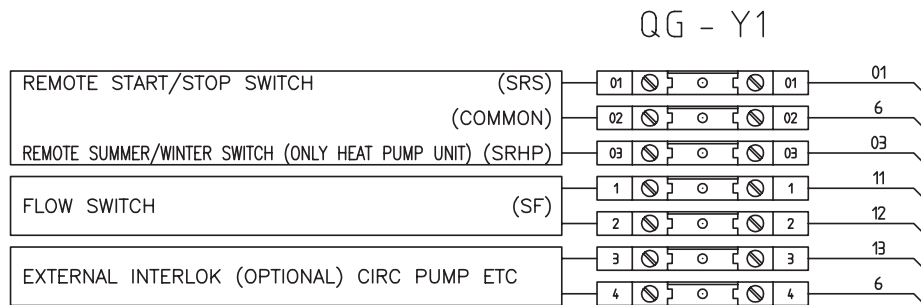 QG - Y1
REMOTE START/STOP SWITCH (SRS) 01 01 01
(COMMON) 02 02 6
REMOTE SUMMER/WINTER SWITCH (ONLY HEAT PUMP UNIT) (SRHP) 03 03 03
1 1 11
FLOW SWITCH (SF)
2 2 12
3 3 13
EXTERNAL INTERLOK (OPTIONAL) CIRC PUMP ETC
4 4 6